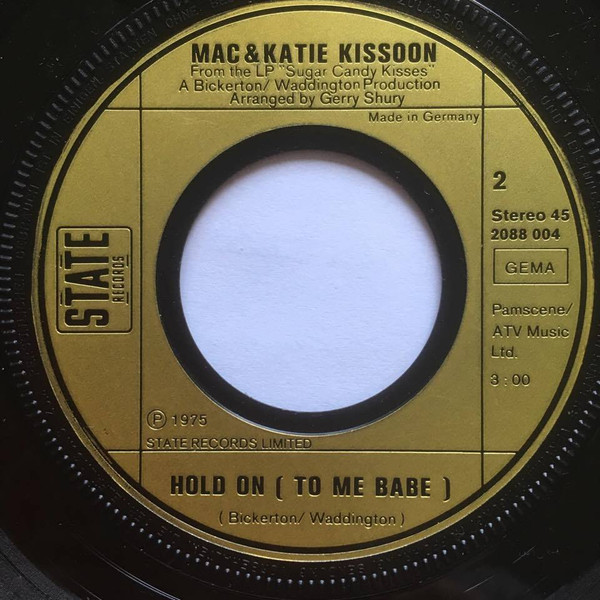 MAC & KATIE KISSOON
From the LP "Sugar Candy Kisses"
A Bickerton/ Waddington Production
Arranged by Gerry Shury
Made in Germany
2
Stereo 45
2088 004
GEMA
STATE
RECORDS
Pamscene/
ATV Music
Ltd.
3:00
Ⓟ 1975
STATE RECORDS LIMITED
HOLD ON ( TO ME BABE )
( Bickerton/ Waddington )